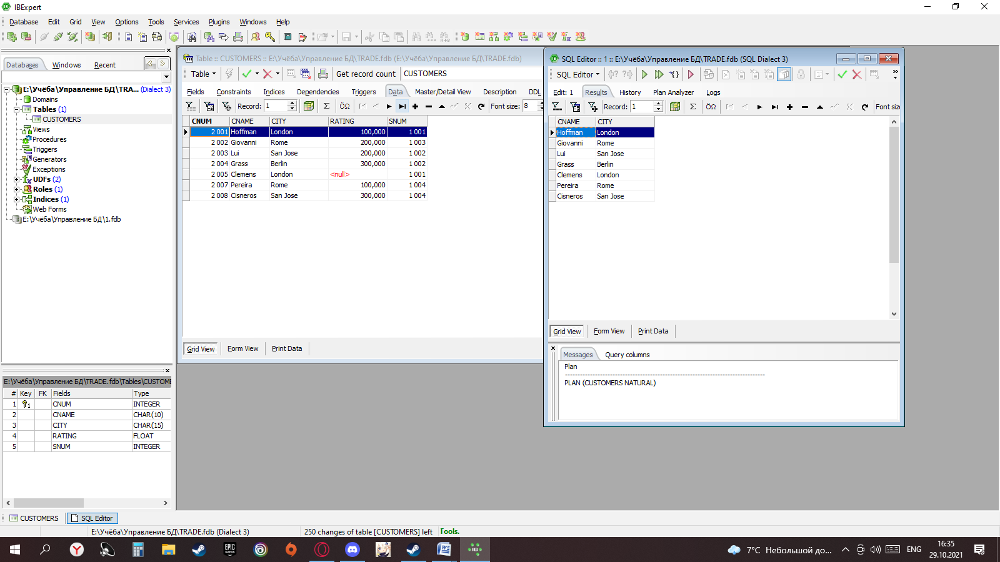 IBExpert
Database Edit Grid View Options Tools Services Plugins Windows Help
Databases Windows Recent
E:\Учёба\Управление БД\TRA... (Dialect 3)
Domains
Tables (1)
CUSTOMERS
Views
Procedures
Triggers
Generators
Exceptions
UDFs (2)
Roles (1)
Indices (1)
Web Forms
E:\Учёба\Управление БД\1.fdb
E:\Учёба\Управление БД\TRADE.fdb\Tables\CUSTOME
# Key FK Fields Type
1 1 CNUM INTEGER
2 CNAME CHAR(10)
3 CITY CHAR(15)
4 RATING FLOAT
5 SNUM INTEGER
Table :: CUSTOMERS :: E:\Учёба\Управление БД\TRADE.fdb (E:\Учёба\Управление БД\TRADE.fdb)
Table Get record count CUSTOMERS
Fields Constraints Indices Dependencies Triggers Data Master/Detail View Description DDL
Record: 1 Σ ÖΩ Font size: 8
CNUM CNAME CITY RATING SNUM
2 001 Hoffman London 100,000 1 001
2 002 Giovanni Rome 200,000 1 003
2 003 Lui San Jose 200,000 1 002
2 004 Grass Berlin 300,000 1 002
2 005 Clemens London <null> 1 001
2 007 Pereira Rome 100,000 1 004
2 008 Cisneros San Jose 300,000 1 004
Grid View Form View Print Data
SQL Editor :: 1 :: E:\Учёба\Управление БД\TRADE.fdb (SQL Dialect 3)
SQL Editor
Edit: 1 Results History Plan Analyzer Logs
Record: 1 Σ ÖΩ Font size
CNAME CITY
Hoffman London
Giovanni Rome
Lui San Jose
Grass Berlin
Clemens London
Pereira Rome
Cisneros San Jose
Grid View Form View Print Data
Messages Query columns
Plan
--------------------------------------------------------------------------------
PLAN (CUSTOMERS NATURAL)
CUSTOMERS SQL Editor
E:\Учёба\Управление БД\TRADE.fdb (Dialect 3) 250 changes of table [CUSTOMERS] left Tools.
EPIC GAMES
7°C Небольшой до... ENG 16:35
29.10.2021